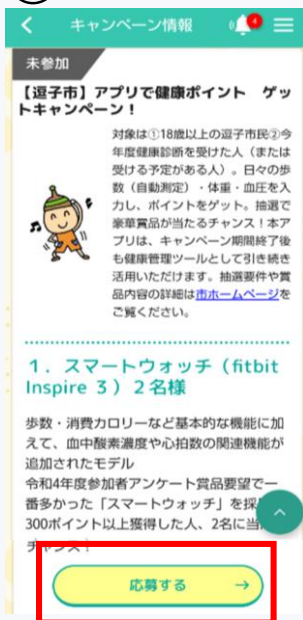 キャンペーン情報
4
未参加
【逗子市】アプリで健康ポイント ゲッ
トキャンペーン！
対象は①18歳以上の逗子市民②今
年度健康診断を受けた人（または
受ける予定がある人）。日々の歩
数（自動測定）・体重・血圧を入
力し、ポイントをゲット。抽選で
豪華賞品が当たるチャンス！本ア
プリは、キャンペーン期間終了後
も健康管理ツールとして引き続き
活用いただけます。抽選要件や賞
品内容の詳細は市ホームページを
ご覧ください。
1．スマートウォッチ（fitbit
Inspire 3）2名様
歩数・消費カロリーなど基本的な機能に加
えて、血中酸素濃度や心拍数の関連機能が
追加されたモデル
令和4年度参加者アンケート賞品要望で一
番多かった「スマートウォッチ」を採
300ポイント以上獲得した人、2名に当
チャンス！
応募する →